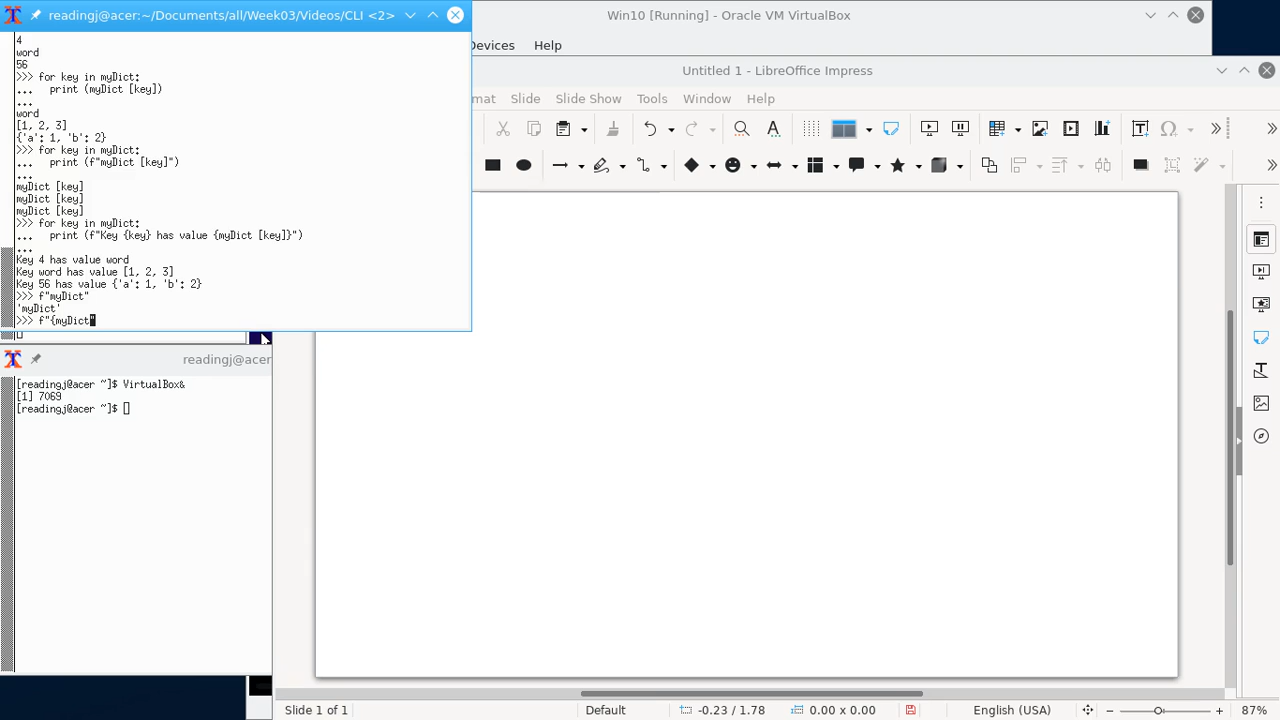 readingj@acer:~/Documents/all/Week03/Videos/CLI <2>
Win10 [Running] - Oracle VM VirtualBox
Devices Help
Untitled 1 - LibreOffice Impress
mat Slide Slide Show Tools Window Help
4
word
56
>>> for key in myDict:
... print (myDict [key])
...
word
[1, 2, 3]
{'a': 1, 'b': 2}
>>> for key in myDict:
... print (f"myDict [key]")
...
myDict [key]
myDict [key]
myDict [key]
>>> for key in myDict:
... print (f"Key {key} has value {myDict [key]}")
...
Key 4 has value word
Key word has value [1, 2, 3]
Key 56 has value {'a': 1, 'b': 2}
>>> f"myDict"
'myDict'
>>> f"{myDict"
readingj@acer
[readingj@acer ~]$ VirtualBox&
[1] 7069
[readingj@acer ~]$
Slide 1 of 1 Default -0.23 / 1.78 0.00 x 0.00 English (USA) 87%